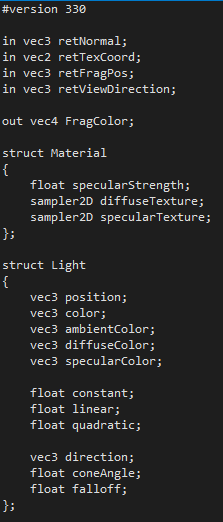 #version 330
in vec3 retNormal;
in vec2 retTexCoord;
in vec3 retFragPos;
in vec3 retViewDirection;
out vec4 FragColor;
struct Material
{
float specularStrength;
sampler2D diffuseTexture;
sampler2D specularTexture;
};
struct Light
{
vec3 position;
vec3 color;
vec3 ambientColor;
vec3 diffuseColor;
vec3 specularColor;
float constant;
float linear;
float quadratic;
vec3 direction;
float coneAngle;
float falloff;
};